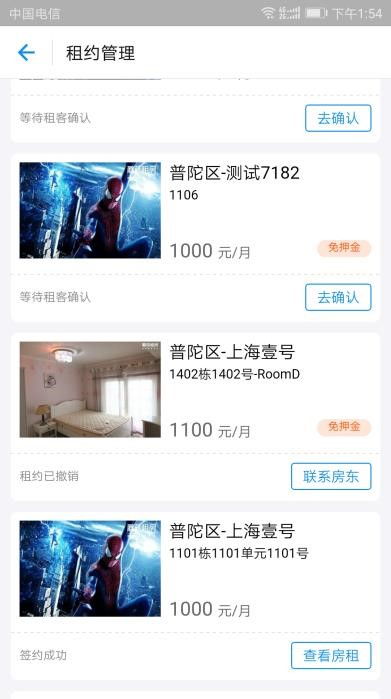 中国电信
下午1:54
租约管理
等待租客确认
去确认
普陀区-测试7182
1106
1000 元/月
免押金
等待租客确认
去确认
普陀区-上海壹号
1402栋1402号-RoomD
1100 元/月
免押金
租约已撤销
联系房东
普陀区-上海壹号
1101栋1101单元1101号
1000 元/月
签约成功
查看房租